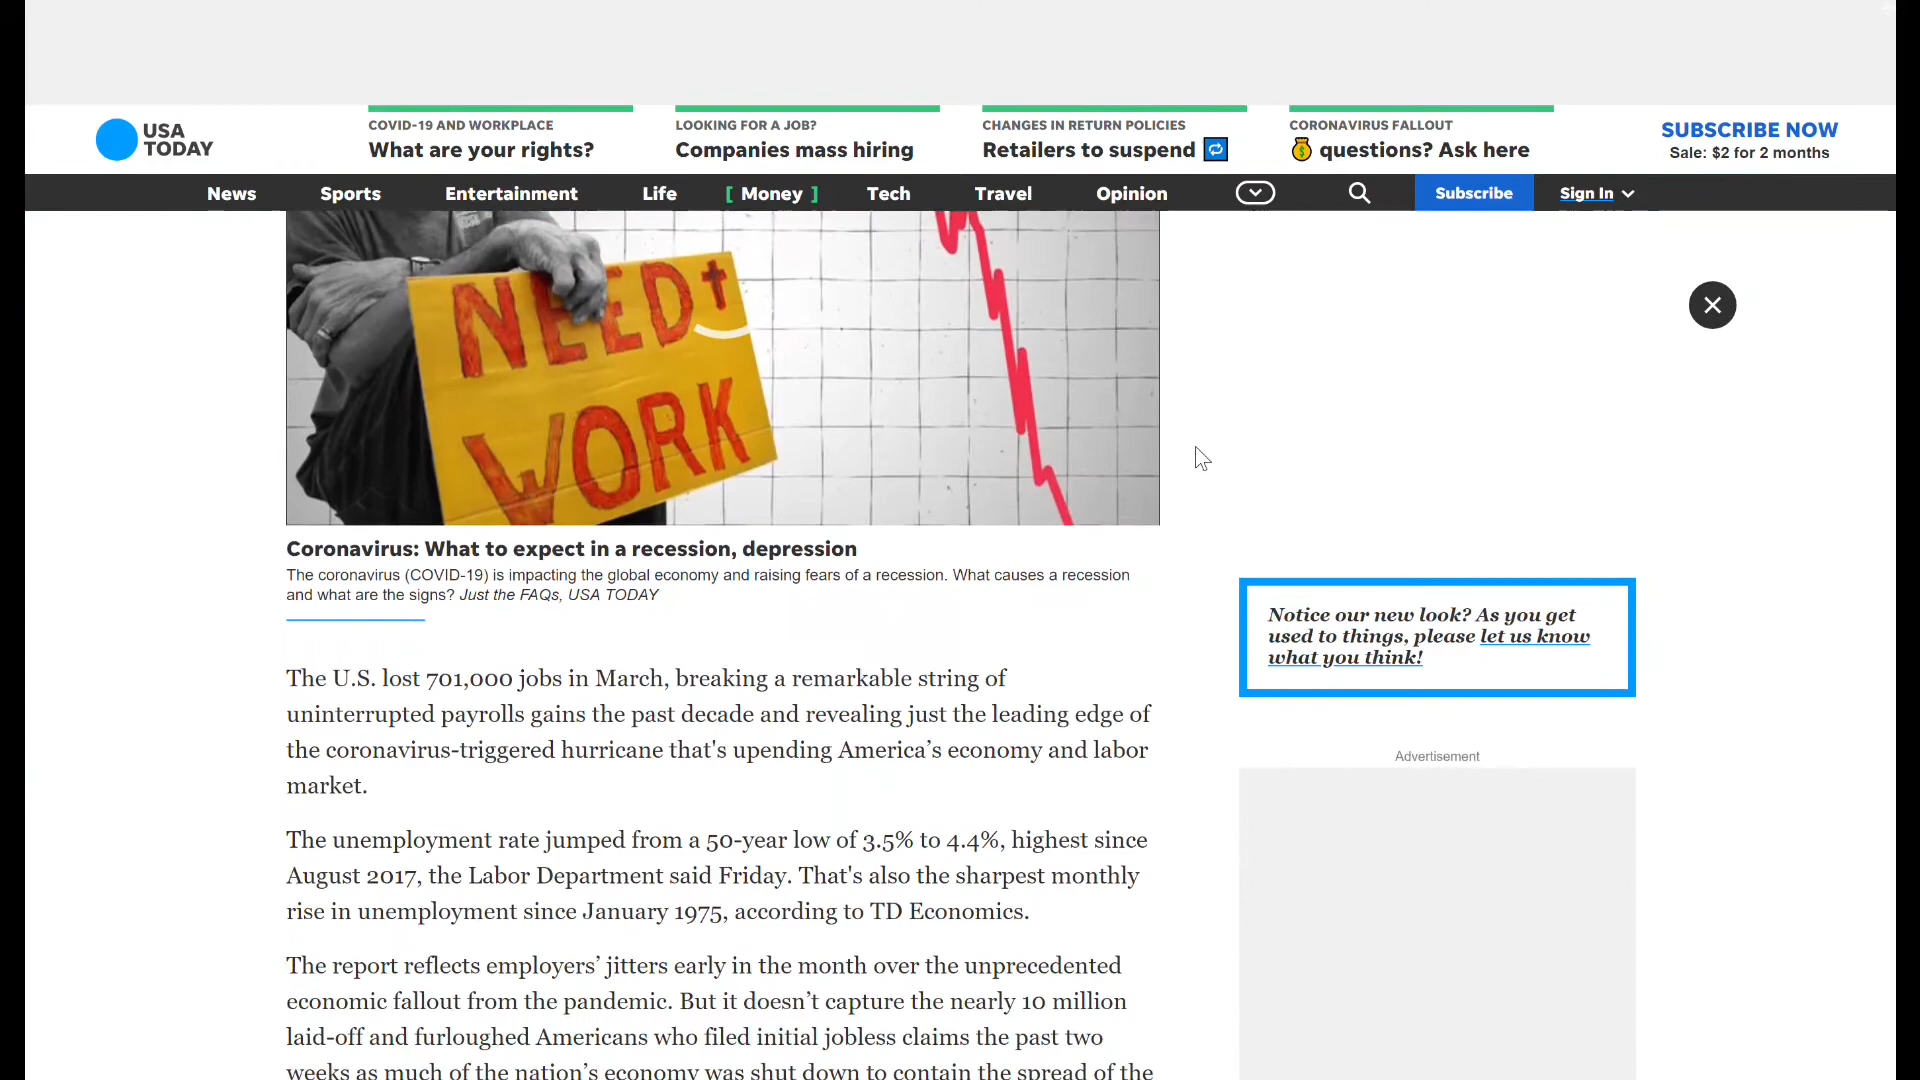 USA
TODAY
COVID-19 AND WORKPLACE
What are your rights?
LOOKING FOR A JOB?
Companies mass hiring
CHANGES IN RETURN POLICIES
Retailers to suspend
CORONAVIRUS FALLOUT
questions? Ask here
SUBSCRIBE NOW
Sale: $2 for 2 months
News Sports Entertainment Life [ Money ] Tech Travel Opinion Subscribe Sign In
NEED
WORK
Coronavirus: What to expect in a recession, depression
The coronavirus (COVID-19) is impacting the global economy and raising fears of a recession. What causes a recession
and what are the signs? Just the FAQs, USA TODAY
The U.S. lost 701,000 jobs in March, breaking a remarkable string of
uninterrupted payrolls gains the past decade and revealing just the leading edge of
the coronavirus-triggered hurricane that's upending America’s economy and labor
market.
The unemployment rate jumped from a 50-year low of 3.5% to 4.4%, highest since
August 2017, the Labor Department said Friday. That's also the sharpest monthly
rise in unemployment since January 1975, according to TD Economics.
The report reflects employers’ jitters early in the month over the unprecedented
economic fallout from the pandemic. But it doesn’t capture the nearly 10 million
laid-off and furloughed Americans who filed initial jobless claims the past two
weeks as much of the nation’s economy was shut down to contain the spread of the
Notice our new look? As you get
used to things, please let us know
what you think!
Advertisement